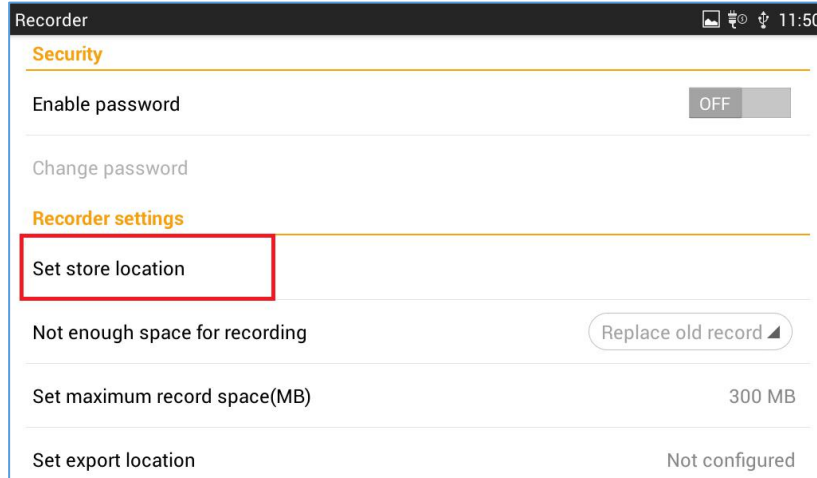 Recorder 11:50
Security
Enable password OFF
Change password
Recorder settings
Set store location
Not enough space for recording Replace old record
Set maximum record space(MB) 300 MB
Set export location Not configured